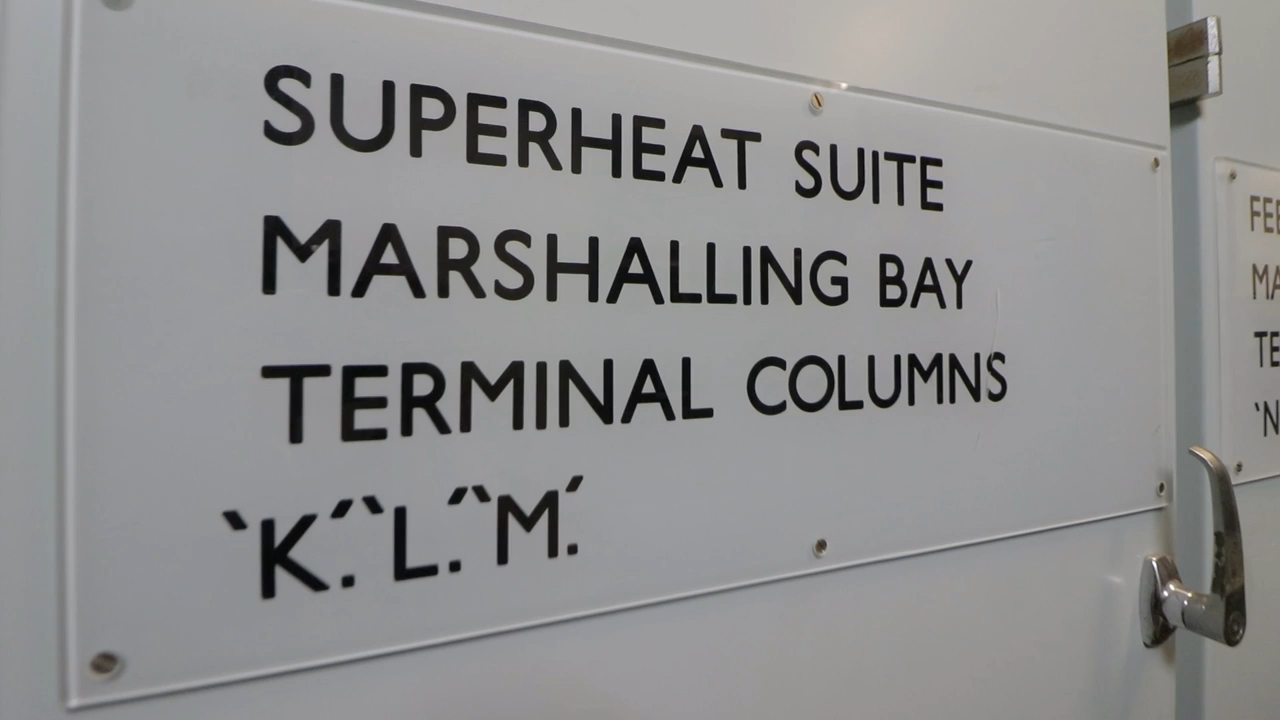 SUPERHEAT SUITE
MARSHALLING BAY
TERMINAL COLUMNS
`K.´`L.´`M.´